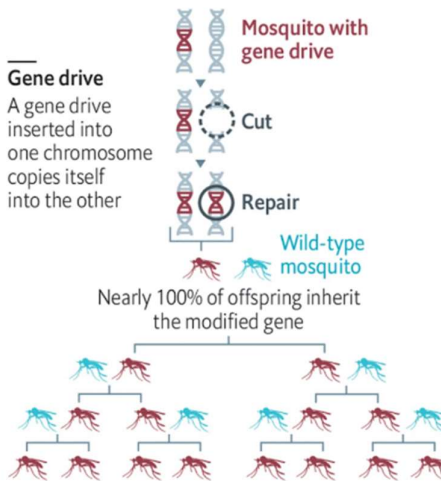 Mosquito with
gene drive
Gene drive
A gene drive
inserted into
one chromosome
copies itself
into the other
Cut
Repair
Wild-type
mosquito
Nearly 100% of offspring inherit
the modified gene